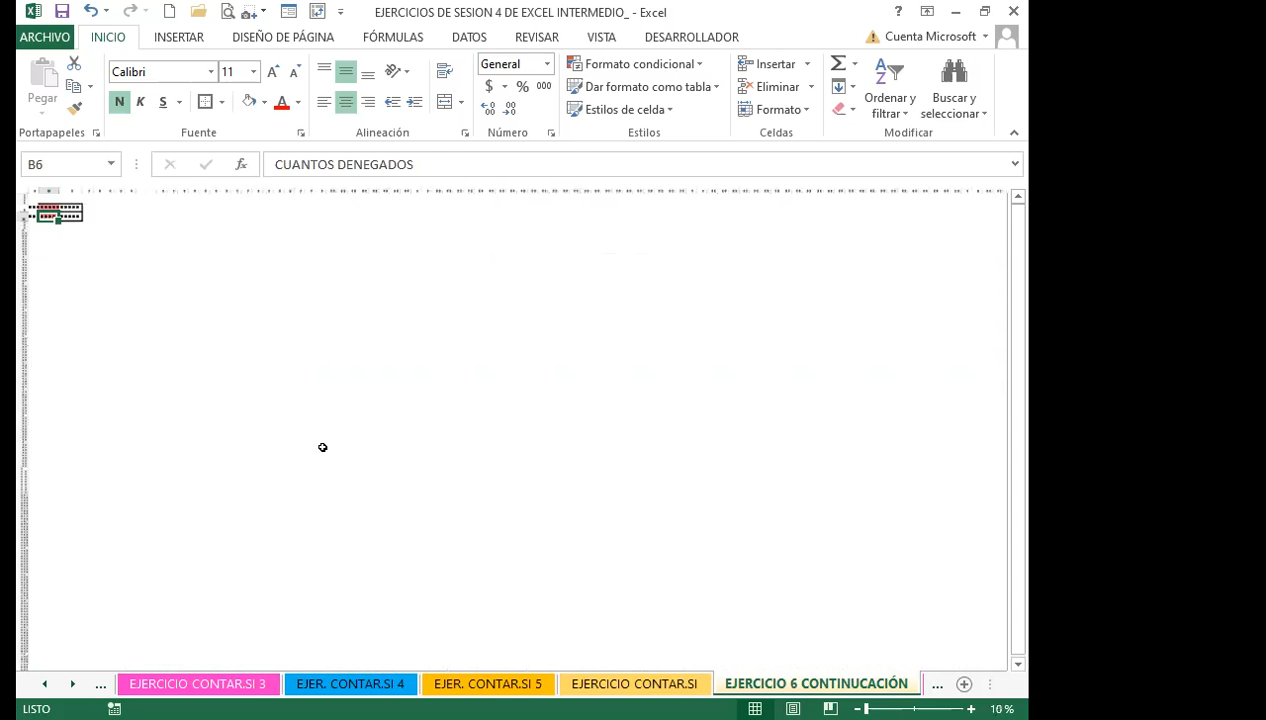 EJERCICIOS DE SESION 4 DE EXCEL INTERMEDIO_ - Excel
ARCHIVO INICIO INSERTAR DISEÑO DE PÁGINA FÓRMULAS DATOS REVISAR VISTA DESARROLLADOR Cuenta Microsoft
Pegar
Calibri 11
N K S A
General
$ % 000
Formato condicional
Dar formato como tabla
Estilos de celda
Insertar
Eliminar
Formato
Ordenar y filtrar
Buscar y seleccionar
Portapapeles Fuente Alineación Número Estilos Celdas Modificar
B6 fx CUANTOS DENEGADOS
... EJERCICIO CONTAR.SI 3 EJER. CONTAR.SI 4 EJER. CONTAR.SI 5 EJERCICIO CONTAR.SI EJERCICIO 6 CONTINUCACIÓN ...
LISTO 10 %